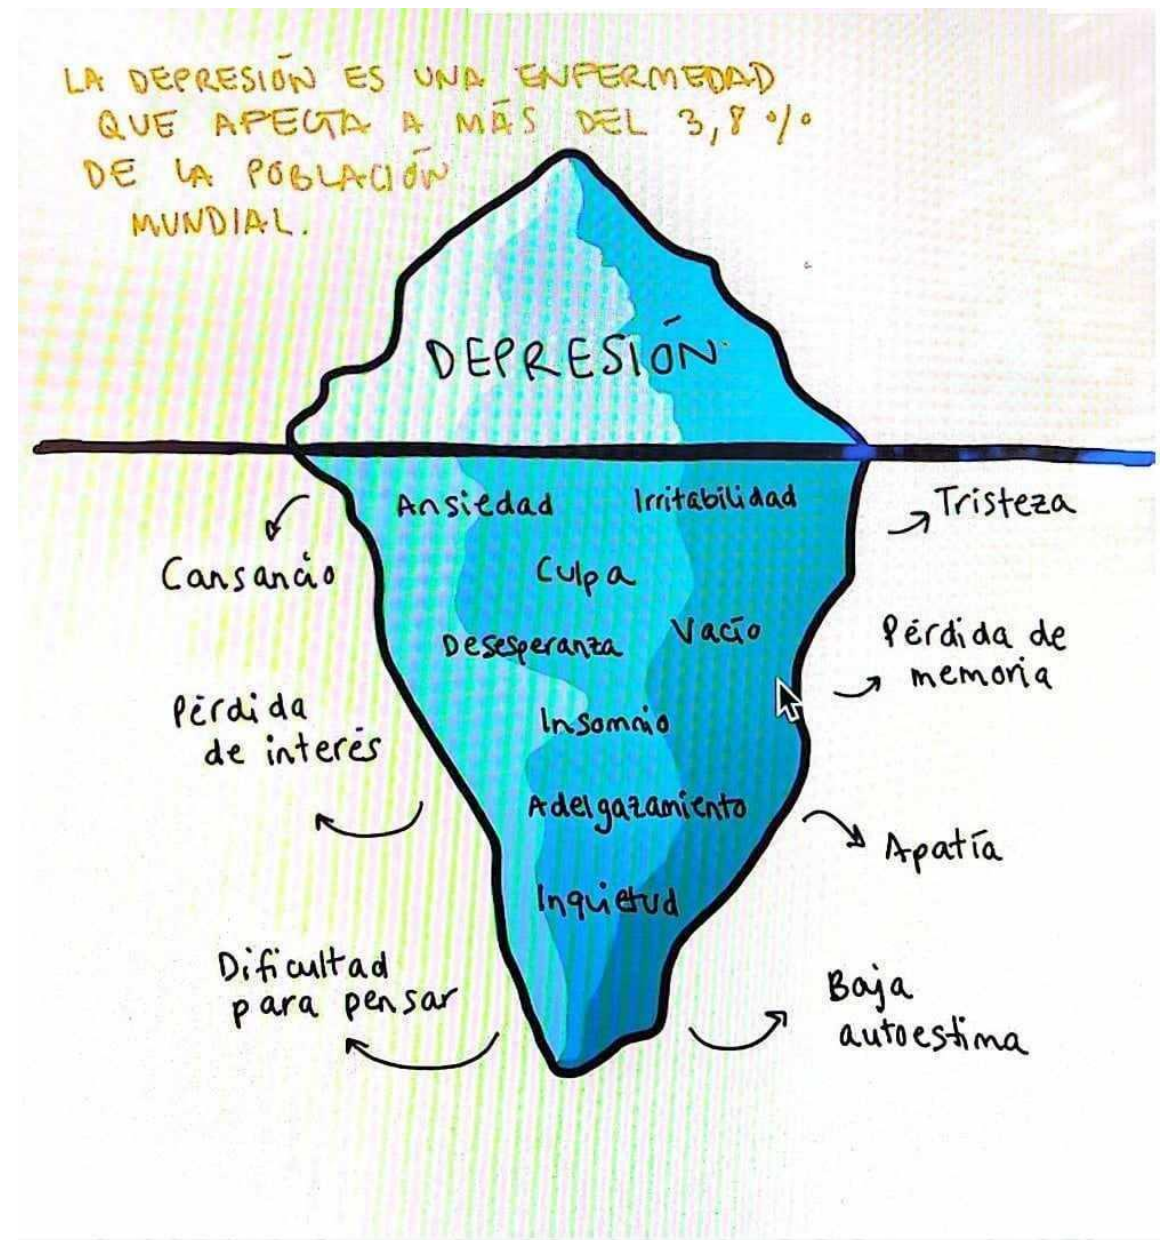 LA DEPRESIÓN ES UNA ENFERMEDAD
QUE AFECTA A MÁS DEL 3,8 %
DE LA POBLACIÓN
MUNDIAL.
DEPRESIÓN
Ansiedad
Irritabilidad
Tristeza
Cansancio
Culpa
Desesperanza
Vacío
Pérdida de
memoria
Pérdida
de interés
Insomnio
Adelgazamiento
Apatía
Inquietud
Dificultad
para pensar
Baja
autoestima